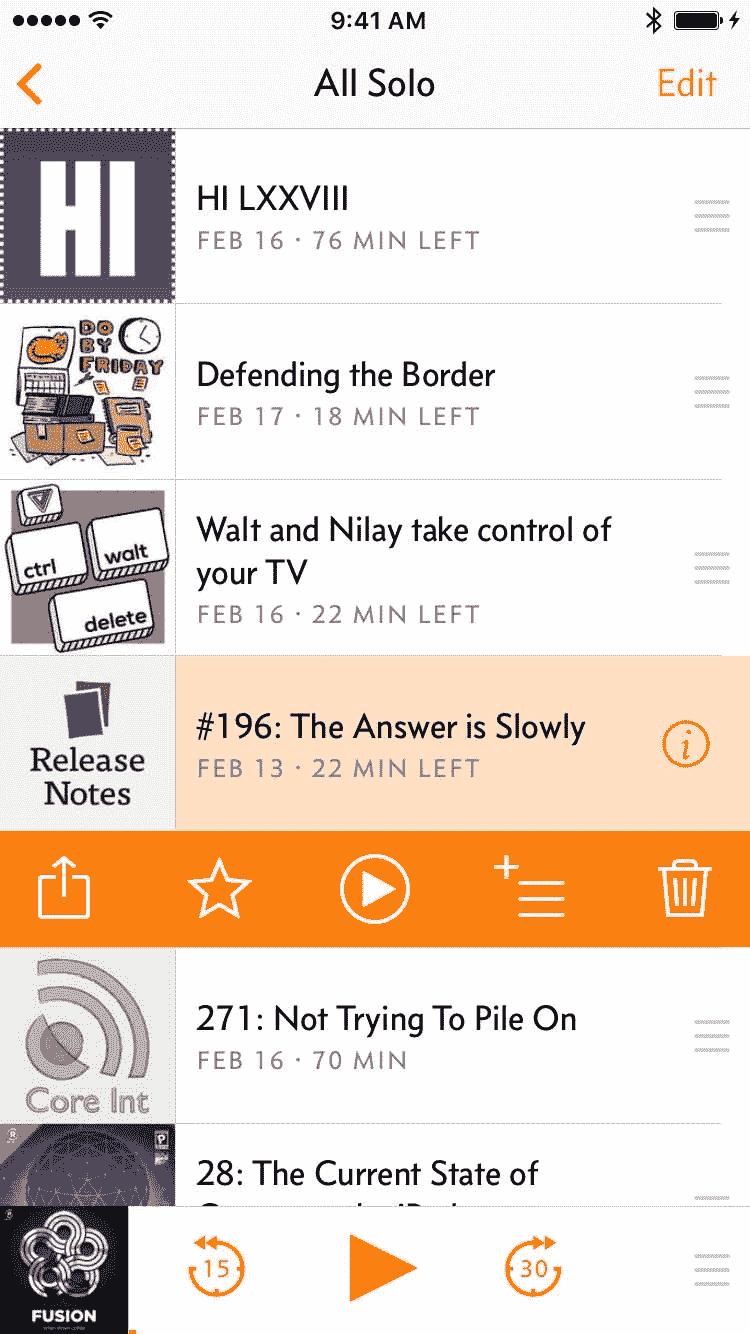 9:41 AM
All Solo
Edit
HI
HI LXXVIII
FEB 16 · 76 MIN LEFT
DO
BY
FRIDAY
Defending the Border
FEB 17 · 18 MIN LEFT
ctrl
walt
delete
Walt and Nilay take control of
your TV
FEB 16 · 22 MIN LEFT
Release
Notes
#196: The Answer is Slowly
FEB 13 · 22 MIN LEFT
Core Int
271: Not Trying To Pile On
FEB 16 · 70 MIN
R
P
28: The Current State of
FUSION
15
30